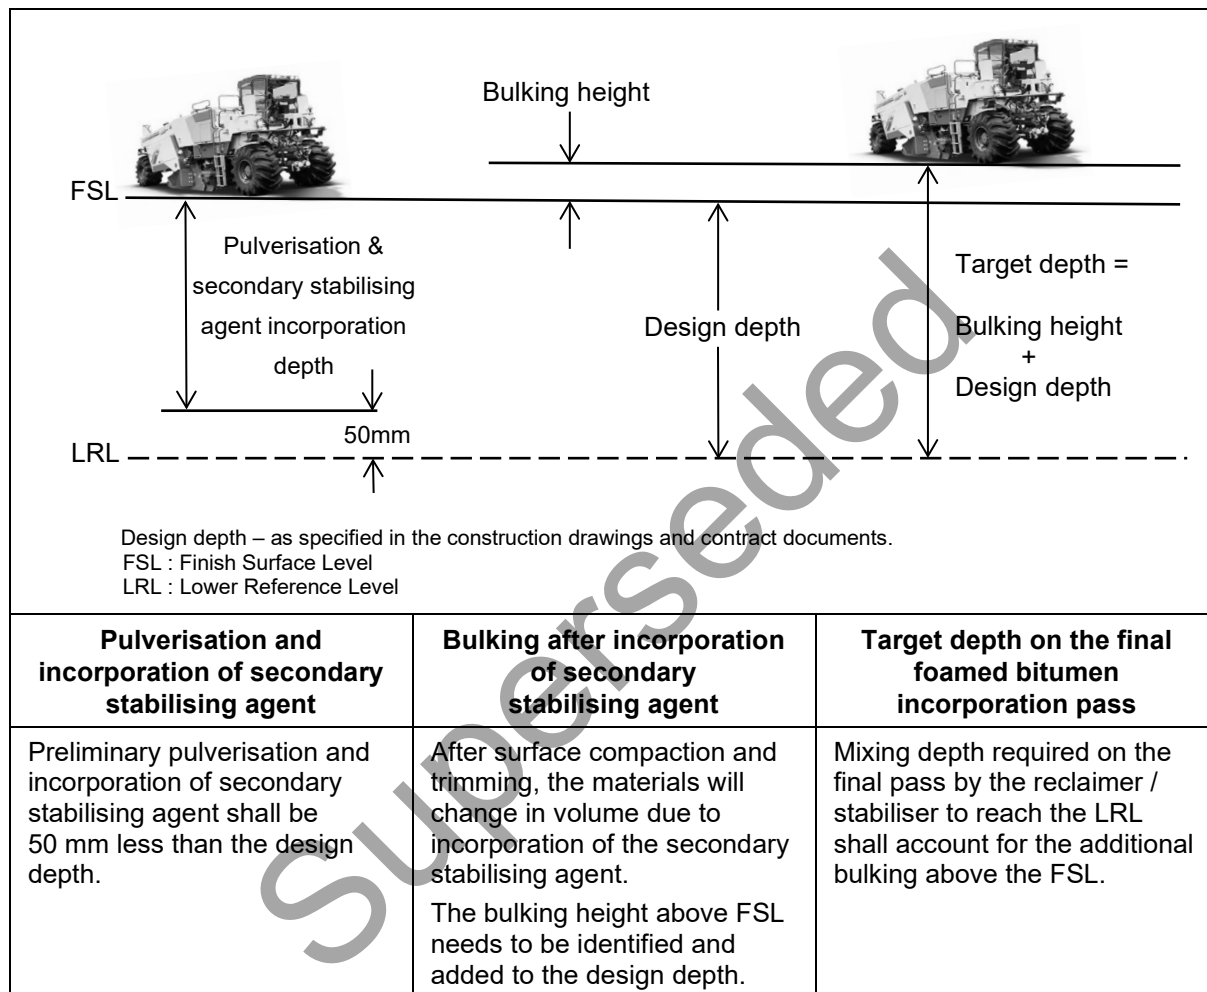 Bulking height
FSL
Pulverisation &
secondary stabilising
agent incorporation
depth
Design depth
Target depth =
Bulking height
+
Design depth
50mm
LRL
Design depth – as specified in the construction drawings and contract documents.
FSL : Finish Surface Level
LRL : Lower Reference Level
Pulverisation and
incorporation of secondary
stabilising agent
Preliminary pulverisation and
incorporation of secondary
stabilising agent shall be
50 mm less than the design
depth.
Bulking after incorporation
of secondary
stabilising agent
After surface compaction and
trimming, the materials will
change in volume due to
incorporation of the secondary
stabilising agent.
The bulking height above FSL
needs to be identified and
added to the design depth.
Target depth on the final
foamed bitumen
incorporation pass
Mixing depth required on the
final pass by the reclaimer /
stabiliser to reach the LRL
shall account for the additional
bulking above the FSL.
Superseded